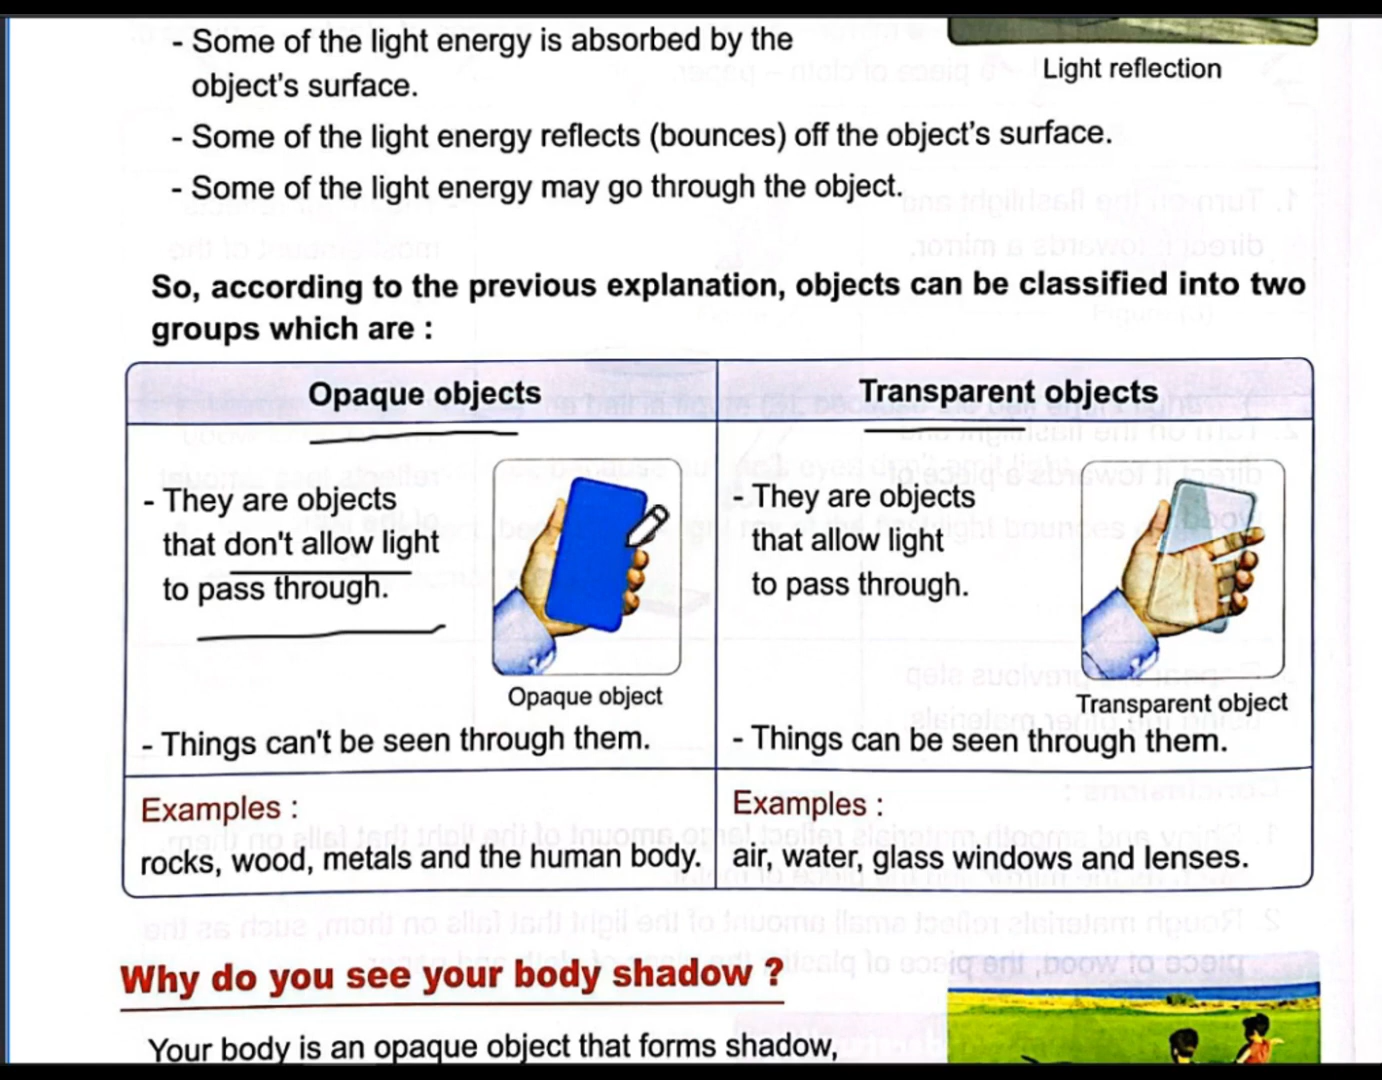 - Some of the light energy is absorbed by the
object's surface.
Light reflection
- Some of the light energy reflects (bounces) off the object's surface.
- Some of the light energy may go through the object.
So, according to the previous explanation, objects can be classified into two
groups which are :
Opaque objects
- They are objects
that don't allow light
to pass through.
Opaque object
- Things can't be seen through them.
Examples :
rocks, wood, metals and the human body.
Transparent objects
- They are objects
that allow light
to pass through.
Transparent object
- Things can be seen through them.
Examples :
air, water, glass windows and lenses.
Why do you see your body shadow ?
Your body is an opaque object that forms shadow,